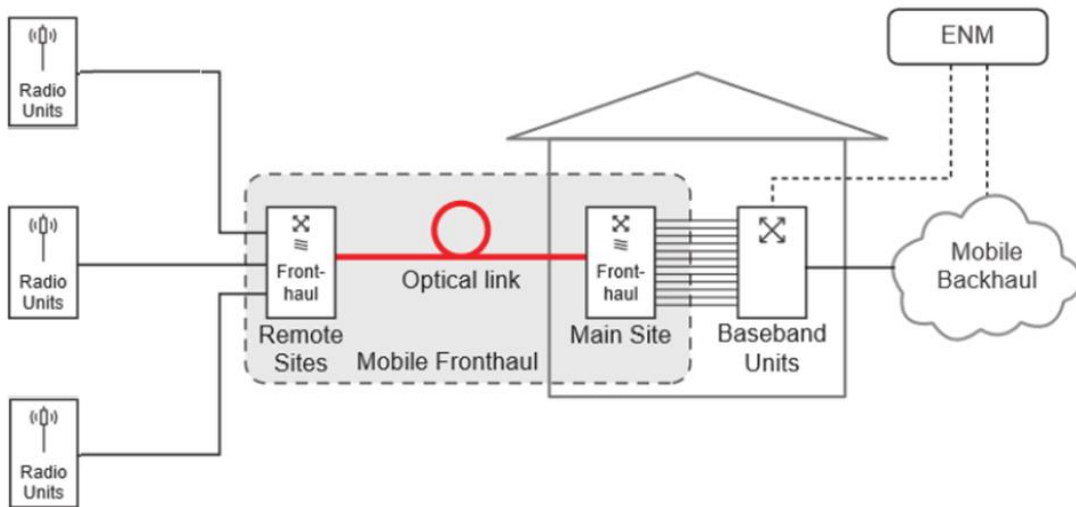 ENM
Radio
Units
Radio
Units
Radio
Units
Front-
haul
Optical link
Front-
haul
Remote
Sites
Mobile Fronthaul
Main Site
Baseband
Units
Mobile
Backhaul